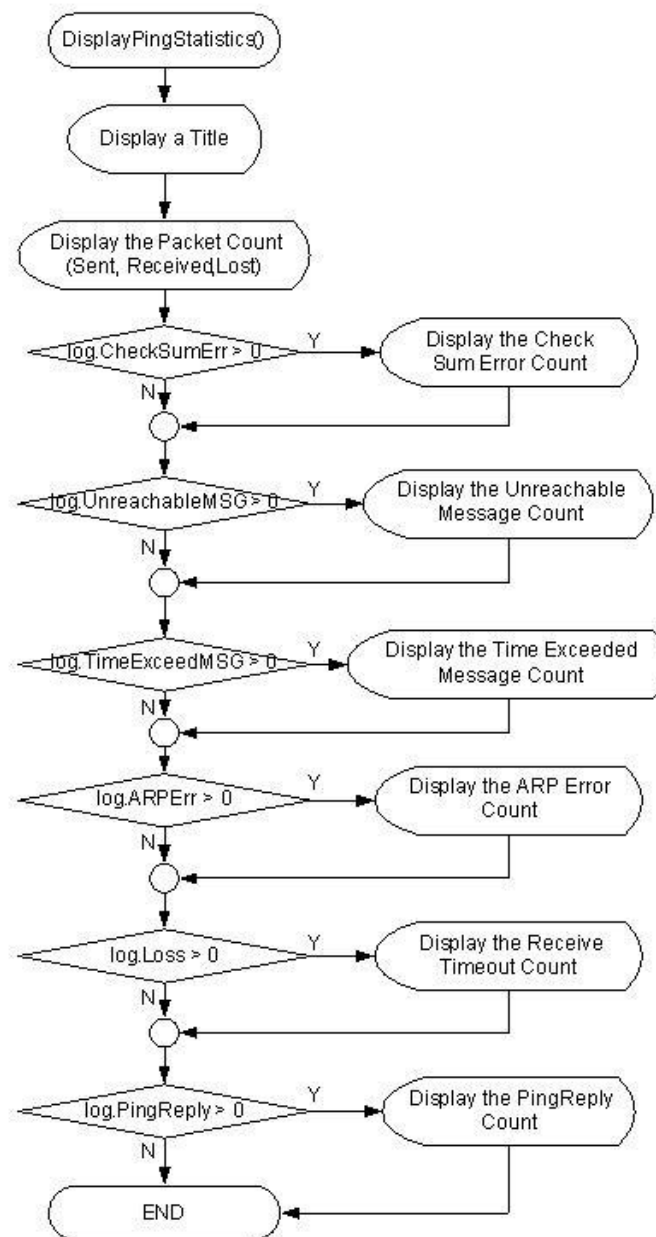 DisplayPingStatistics()
Display a Title
Display the Packet Count
(Sent, Received,Lost)
log.CheckSumErr > 0
Y
Display the Check
Sum Error Count
N
log.UnreachableMSG > 0
Y
Display the Unreachable
Message Count
N
log.TimeExceedMSG > 0
Y
Display the Time Exceeded
Message Count
N
log.ARPErr > 0
Y
Display the ARP Error
Count
N
log.Loss > 0
Y
Display the Receive
Timeout Count
N
log.PingReply > 0
Y
Display the PingReply
Count
N
END